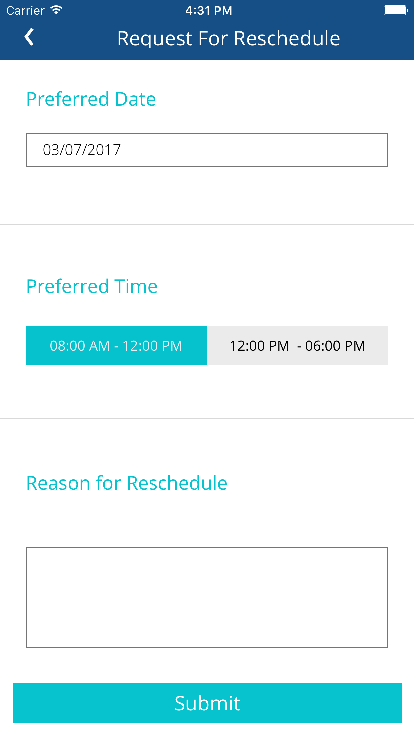 Carrier 4:31 PM
Request For Reschedule
Preferred Date
03/07/2017
Preferred Time
08:00 AM - 12:00 PM 12:00 PM - 06:00 PM
Reason for Reschedule
Submit